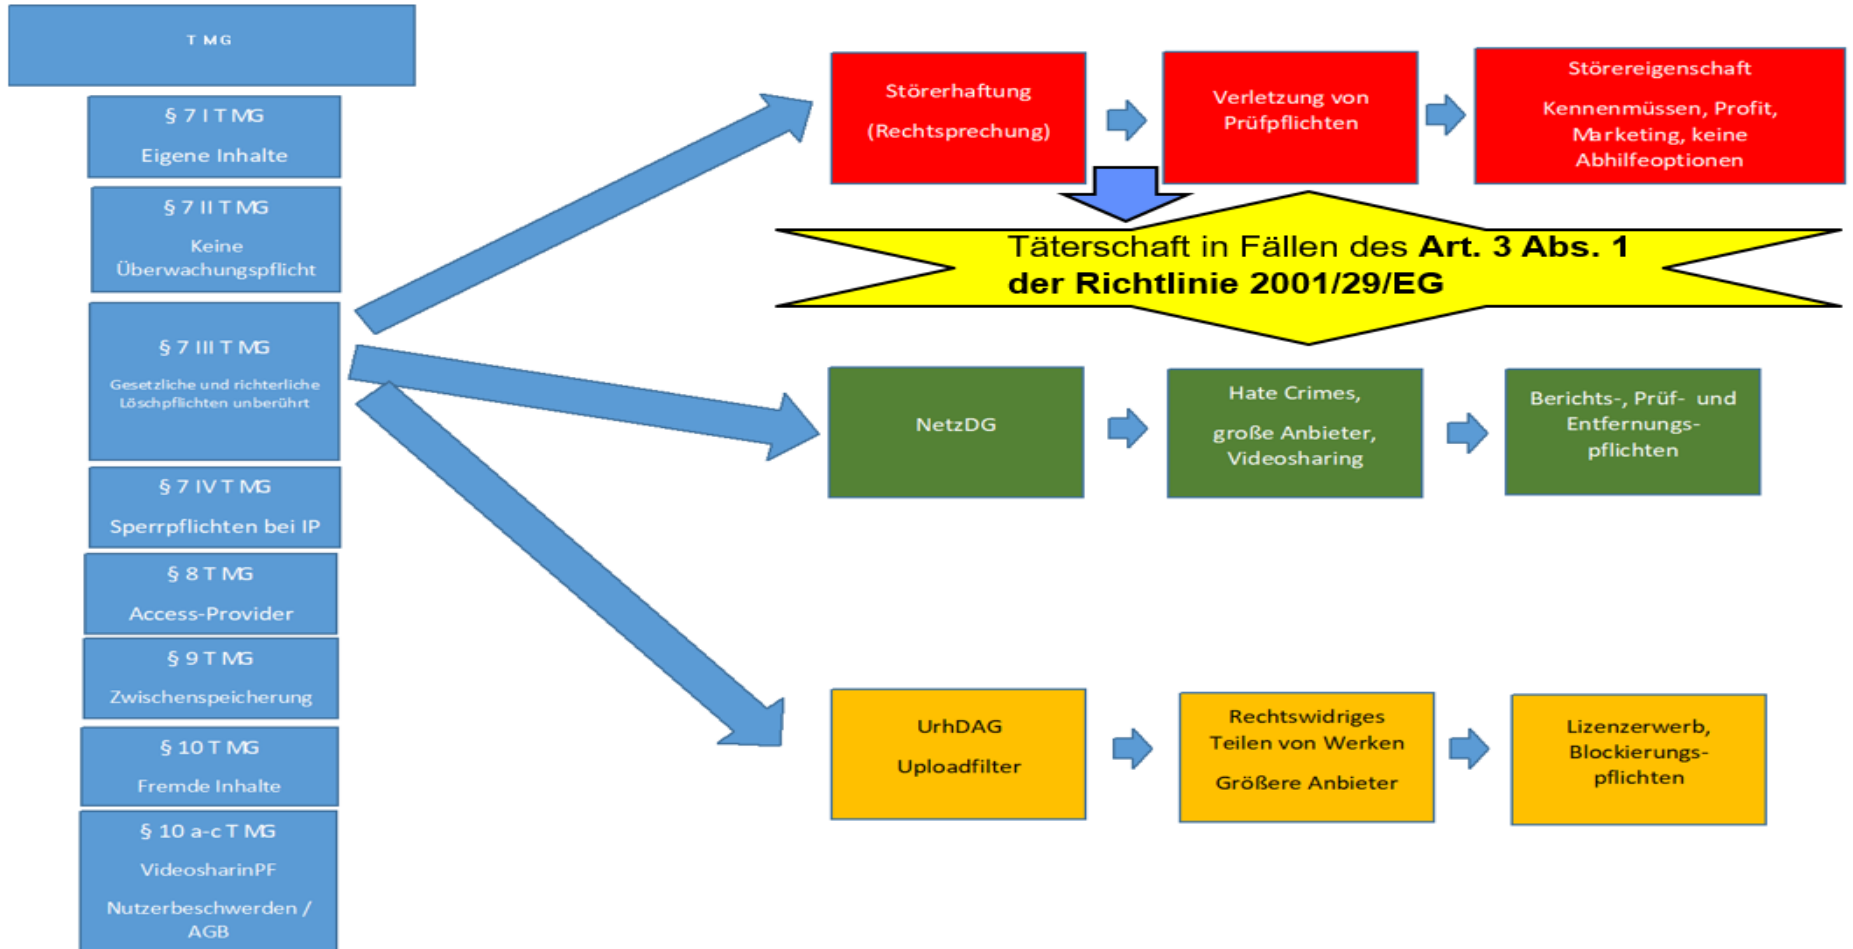 T MG
§ 7 I T MG
Eigene Inhalte
§ 7 II T MG
Keine
Überwachungspflicht
§ 7 III T MG
Gesetzliche und richterliche
Löschpflichten unberührt
§ 7 IV T MG
Sperrpflichten bei IP
§ 8 T MG
Access-Provider
§ 9 T MG
Zwischenspeicherung
§ 10 T MG
Fremde Inhalte
§ 10 a-c T MG
VideosharinPF
Nutzerbeschwerden /
AGB
Störerhaftung
(Rechtsprechung)
Verletzung von
Prüfpflichten
Störereigenschaft
Kennenmüssen, Profit,
Marketing, keine
Abhilfeoptionen
Täterschaft in Fällen des Art. 3 Abs. 1
der Richtlinie 2001/29/EG
NetzDG
Hate Crimes,
große Anbieter,
Videosharing
Berichts-, Prüf- und
Entfernungs-
pflichten
UrhDAG
Uploadfilter
Rechtswidriges
Teilen von Werken
Größere Anbieter
Lizenzerwerb,
Blockierungs-
pflichten